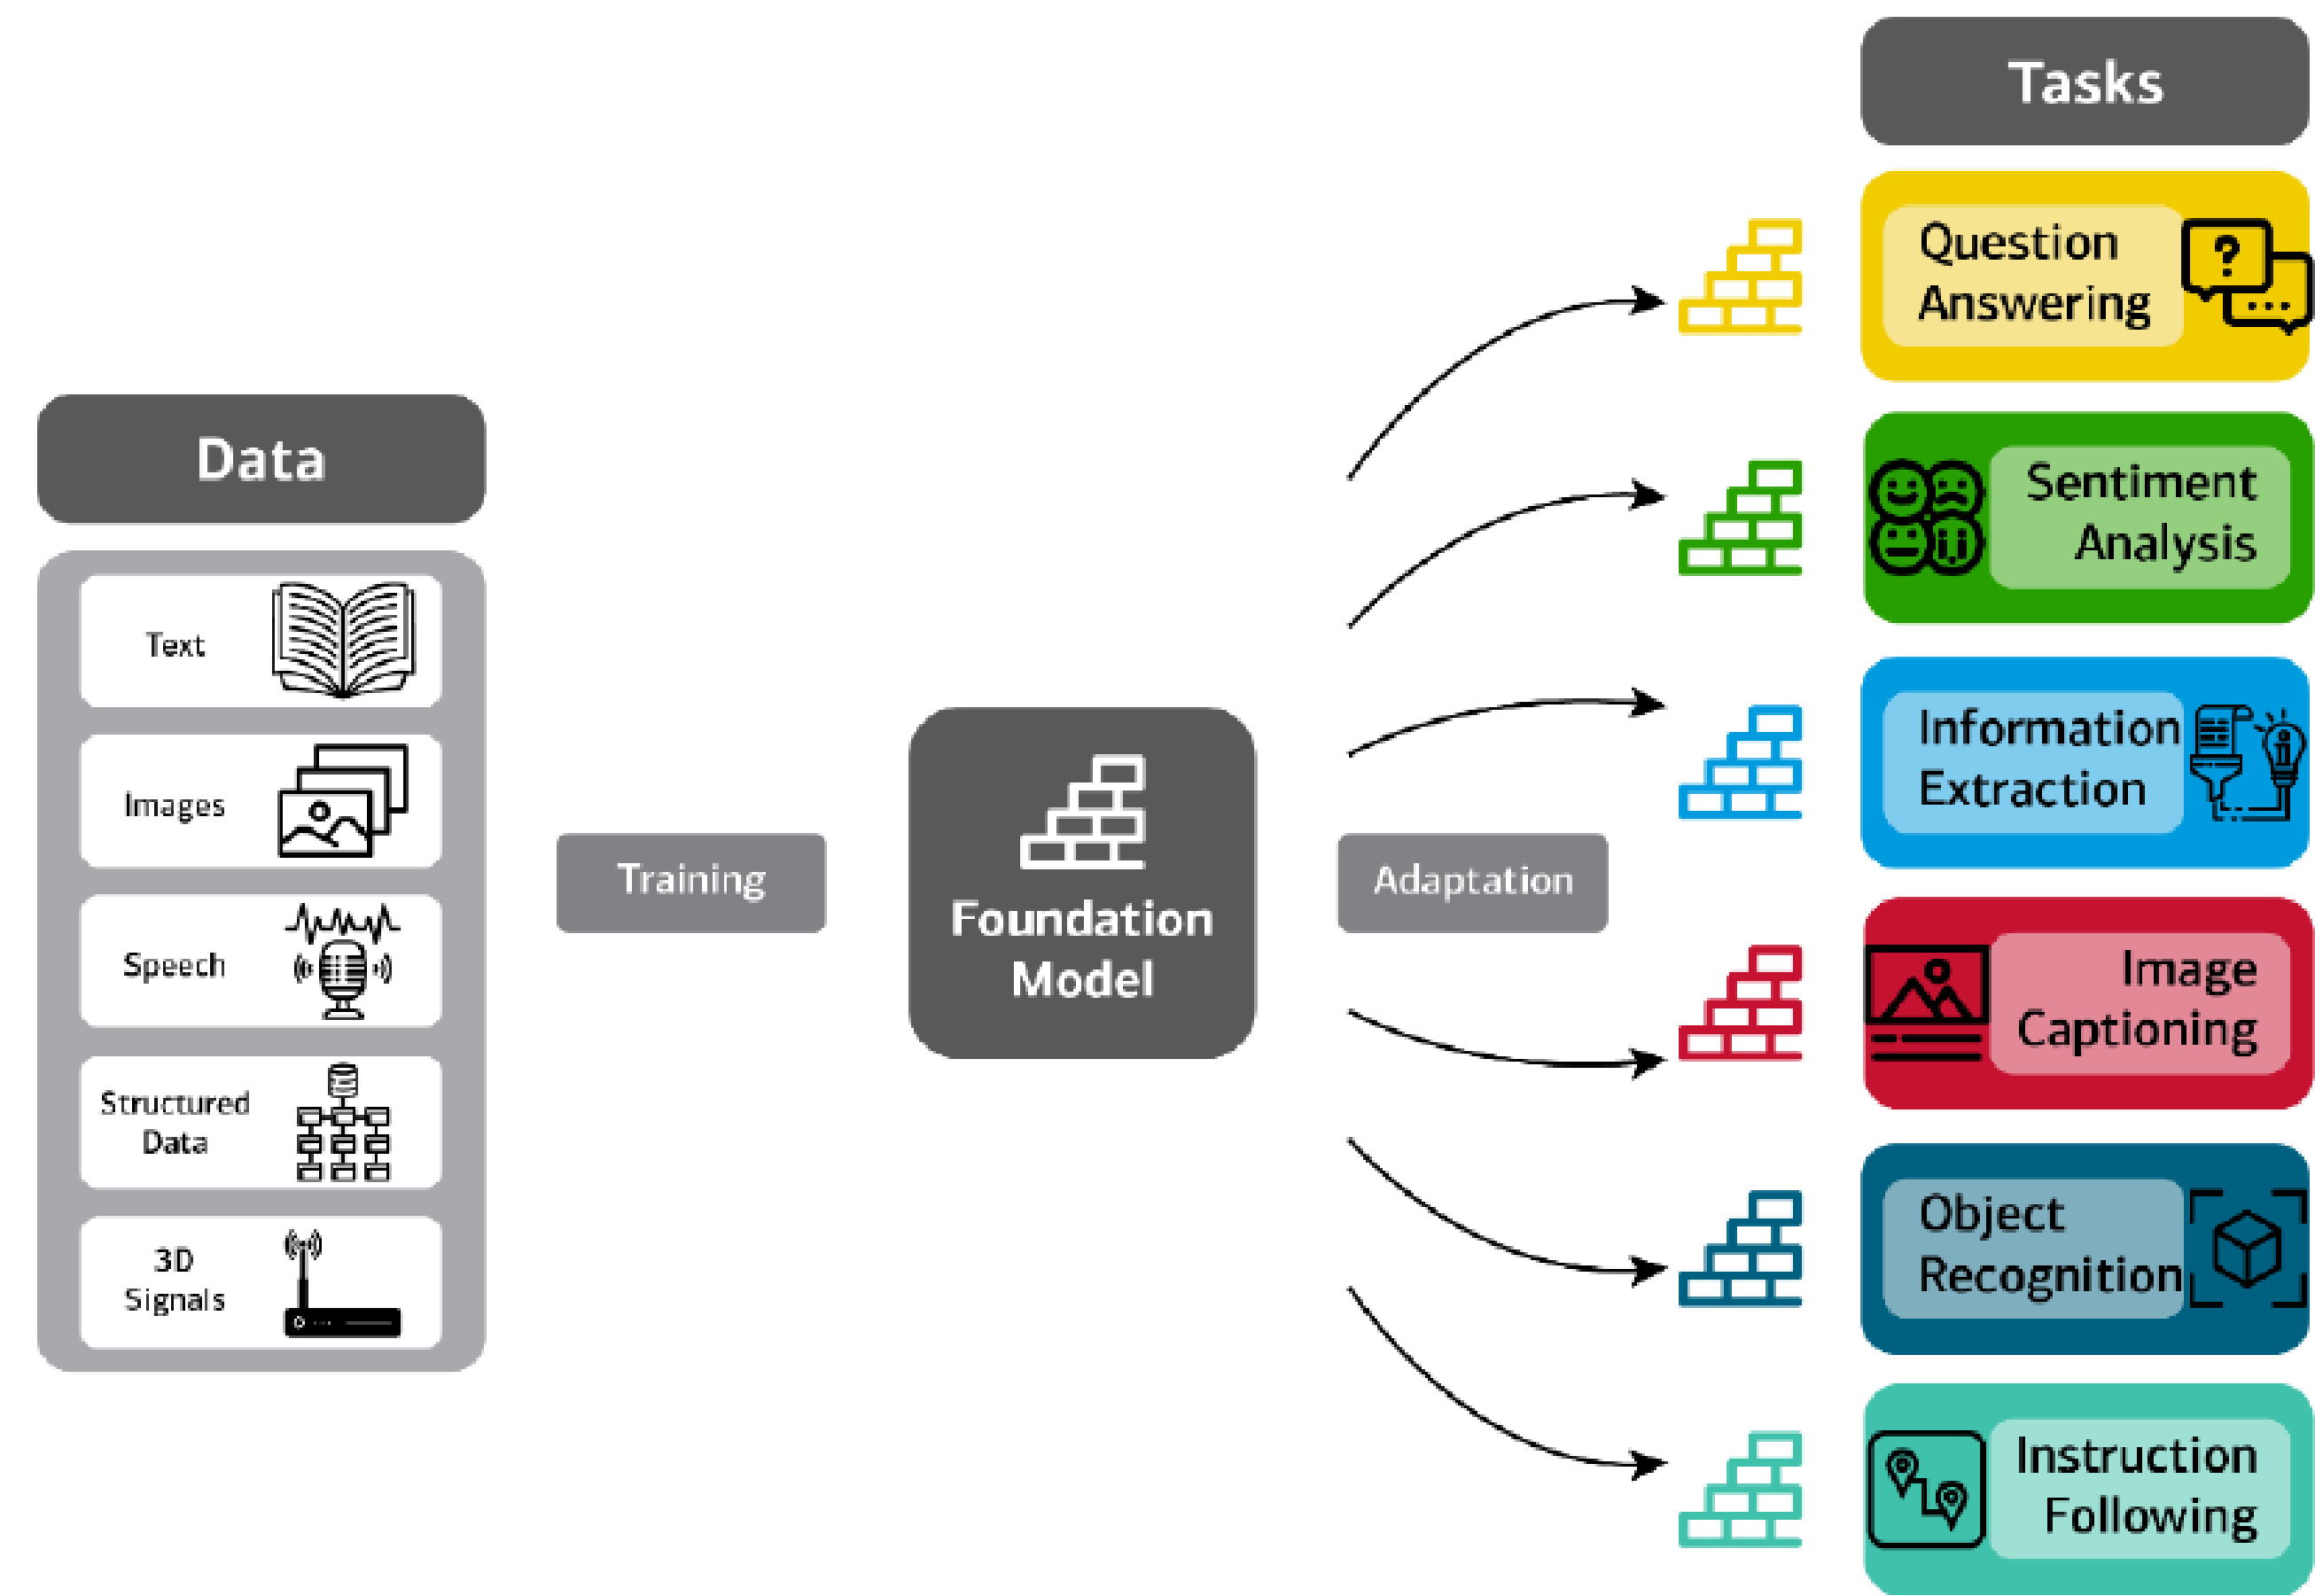 Data
Text
Images
Speech
Structured
Data
3D
Signals
Training
Foundation
Model
Adaptation
Tasks
Question
Answering
Sentiment
Analysis
Information
Extraction
Image
Captioning
Object
Recognition
Instruction
Following